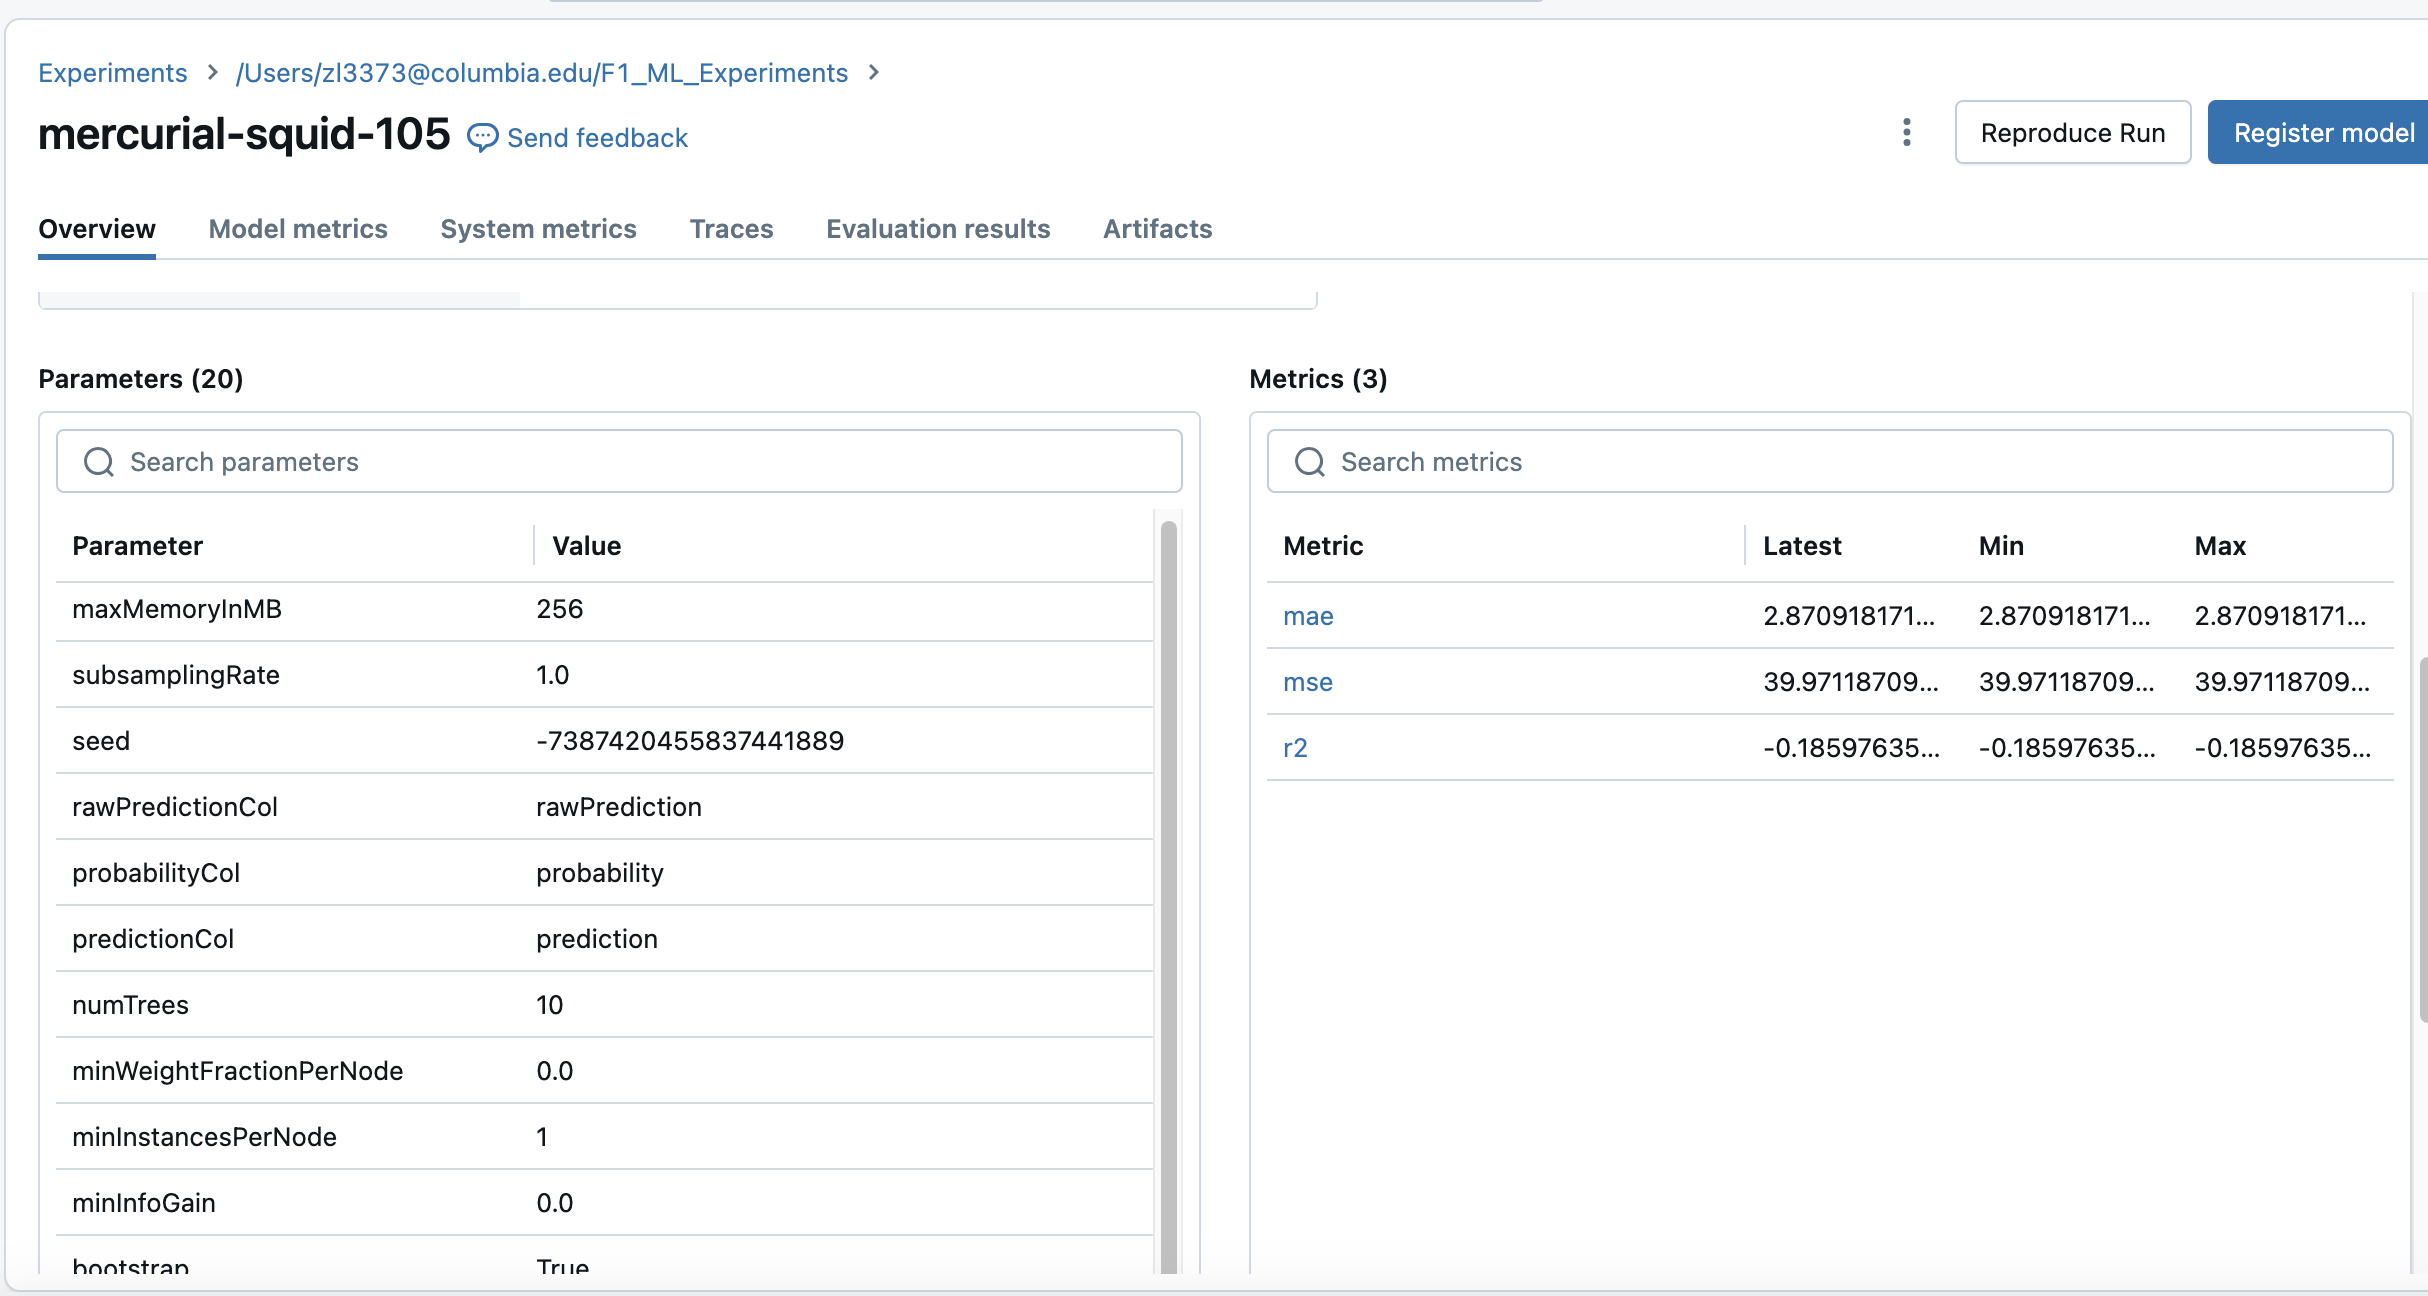 Experiments > /Users/zl3373@columbia.edu/F1_ML_Experiments >
mercurial-squid-105 Send feedback
Reproduce Run
Register model
Overview Model metrics System metrics Traces Evaluation results Artifacts
Parameters (20)
Search parameters
Parameter Value
maxMemoryInMB 256
subsamplingRate 1.0
seed -7387420455837441889
rawPredictionCol rawPrediction
probabilityCol probability
predictionCol prediction
numTrees 10
minWeightFractionPerNode 0.0
minInstancesPerNode 1
minInfoGain 0.0
bootstrap True
Metrics (3)
Search metrics
Metric Latest Min Max
mae 2.870918171... 2.870918171... 2.870918171...
mse 39.97118709... 39.97118709... 39.97118709...
r2 -0.18597635... -0.18597635... -0.18597635...